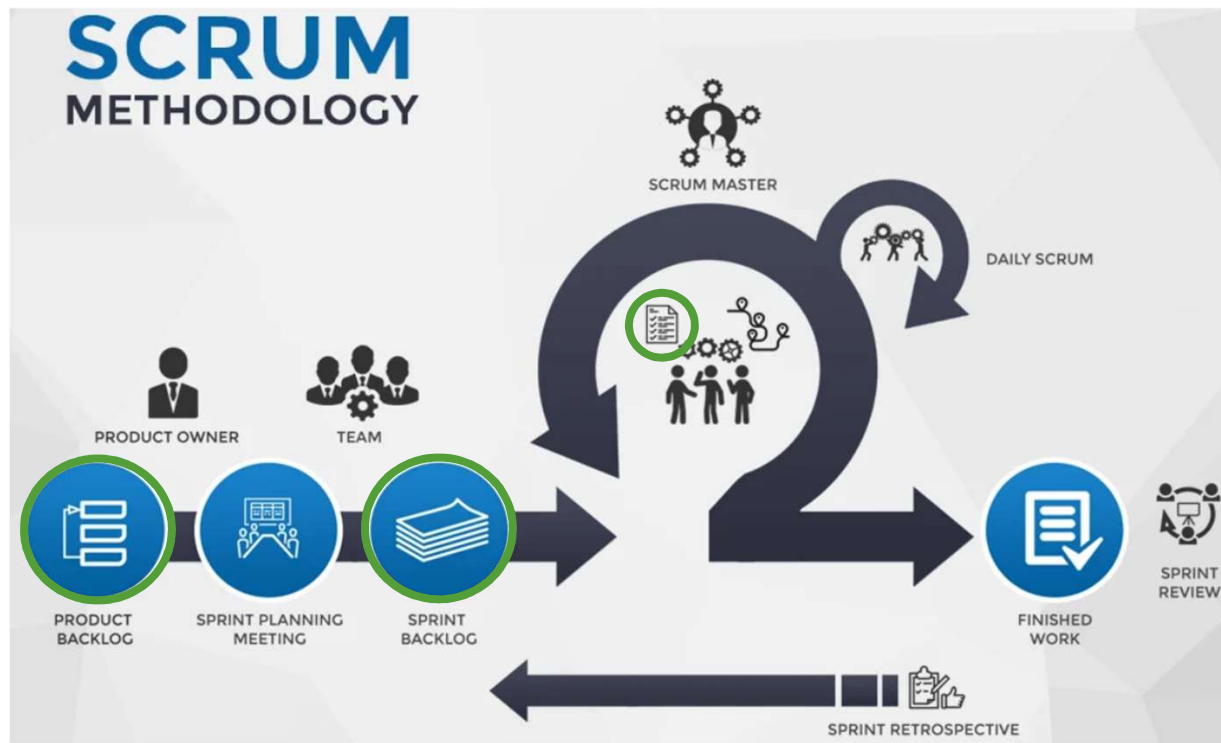 SCRUM
METHODOLOGY
SCRUM MASTER
DAILY SCRUM
PRODUCT OWNER
TEAM
PRODUCT
BACKLOG
SPRINT PLANNING
MEETING
SPRINT
BACKLOG
FINISHED
WORK
SPRINT
REVIEW
SPRINT RETROSPECTIVE